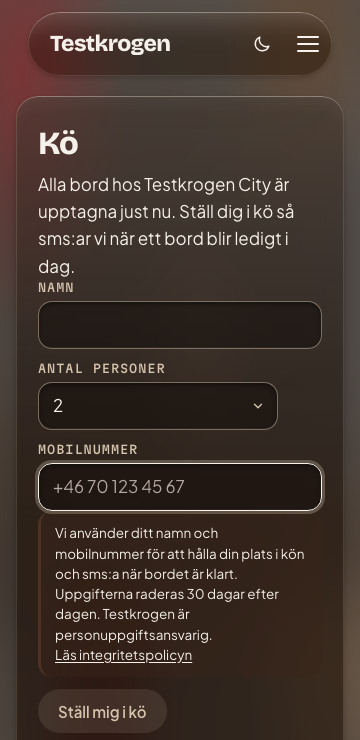 Testkrogen
Kö
Alla bord hos Testkrogen City är
upptagna just nu. Ställ dig i kö så
sms:ar vi när ett bord blir ledigt i
dag.
NAMN
ANTAL PERSONER
2
MOBILNUMMER
+46 70 123 45 67
Vi använder ditt namn och
mobilnummer för att hålla din plats i kön
och sms:a när bordet är klart.
Uppgifterna raderas 30 dagar efter
dagen. Testkrogen är
personuppgiftsansvarig.
Läs integritetspolicyn
Ställ mig i kö